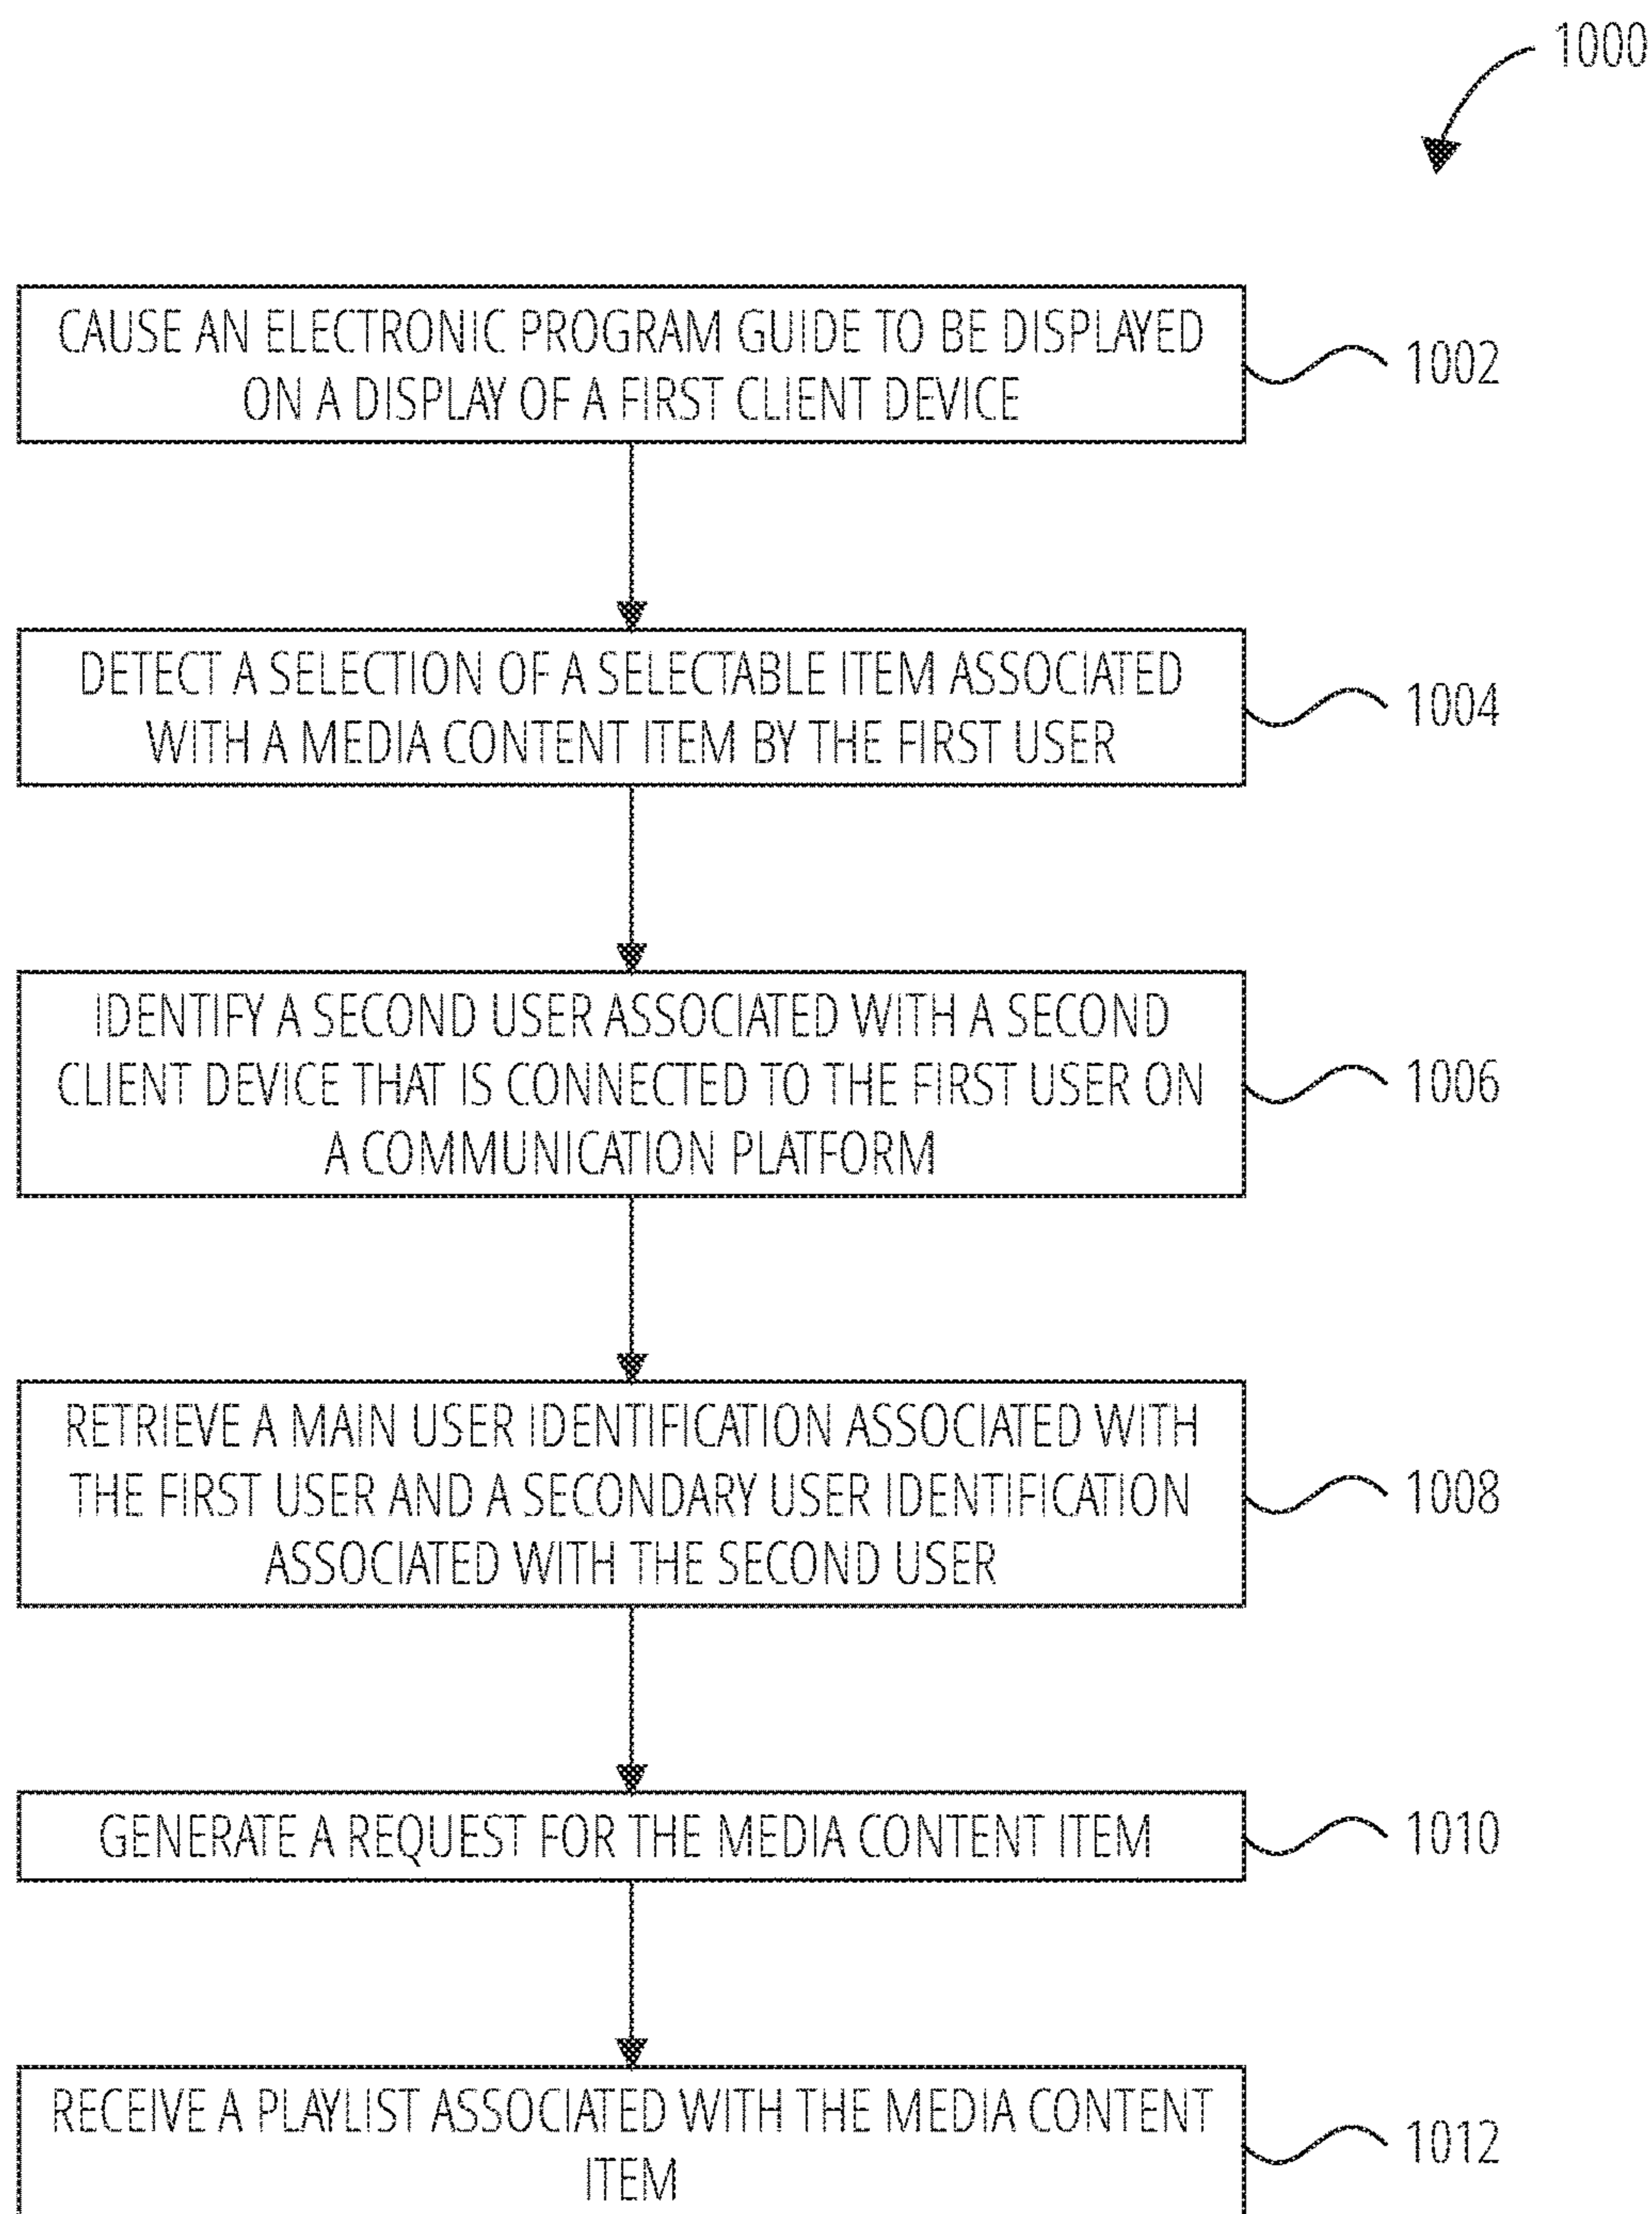 1000
CAUSE AN ELECTRONIC PROGRAM GUIDE TO BE DISPLAYED
ON A DISPLAY OF A FIRST CLIENT DEVICE
1002
DETECT A SELECTION OF A SELECTABLE ITEM ASSOCIATED
WITH A MEDIA CONTENT ITEM BY THE FIRST USER
1004
IDENTIFY A SECOND USER ASSOCIATED WITH A SECOND
CLIENT DEVICE THAT IS CONNECTED TO THE FIRST USER ON
A COMMUNICATION PLATFORM
1006
RETRIEVE A MAIN USER IDENTIFICATION ASSOCIATED WITH
THE FIRST USER AND A SECONDARY USER IDENTIFICATION
ASSOCIATED WITH THE SECOND USER
1008
GENERATE A REQUEST FOR THE MEDIA CONTENT ITEM
1010
RECEIVE A PLAYLIST ASSOCIATED WITH THE MEDIA CONTENT
ITEM
1012